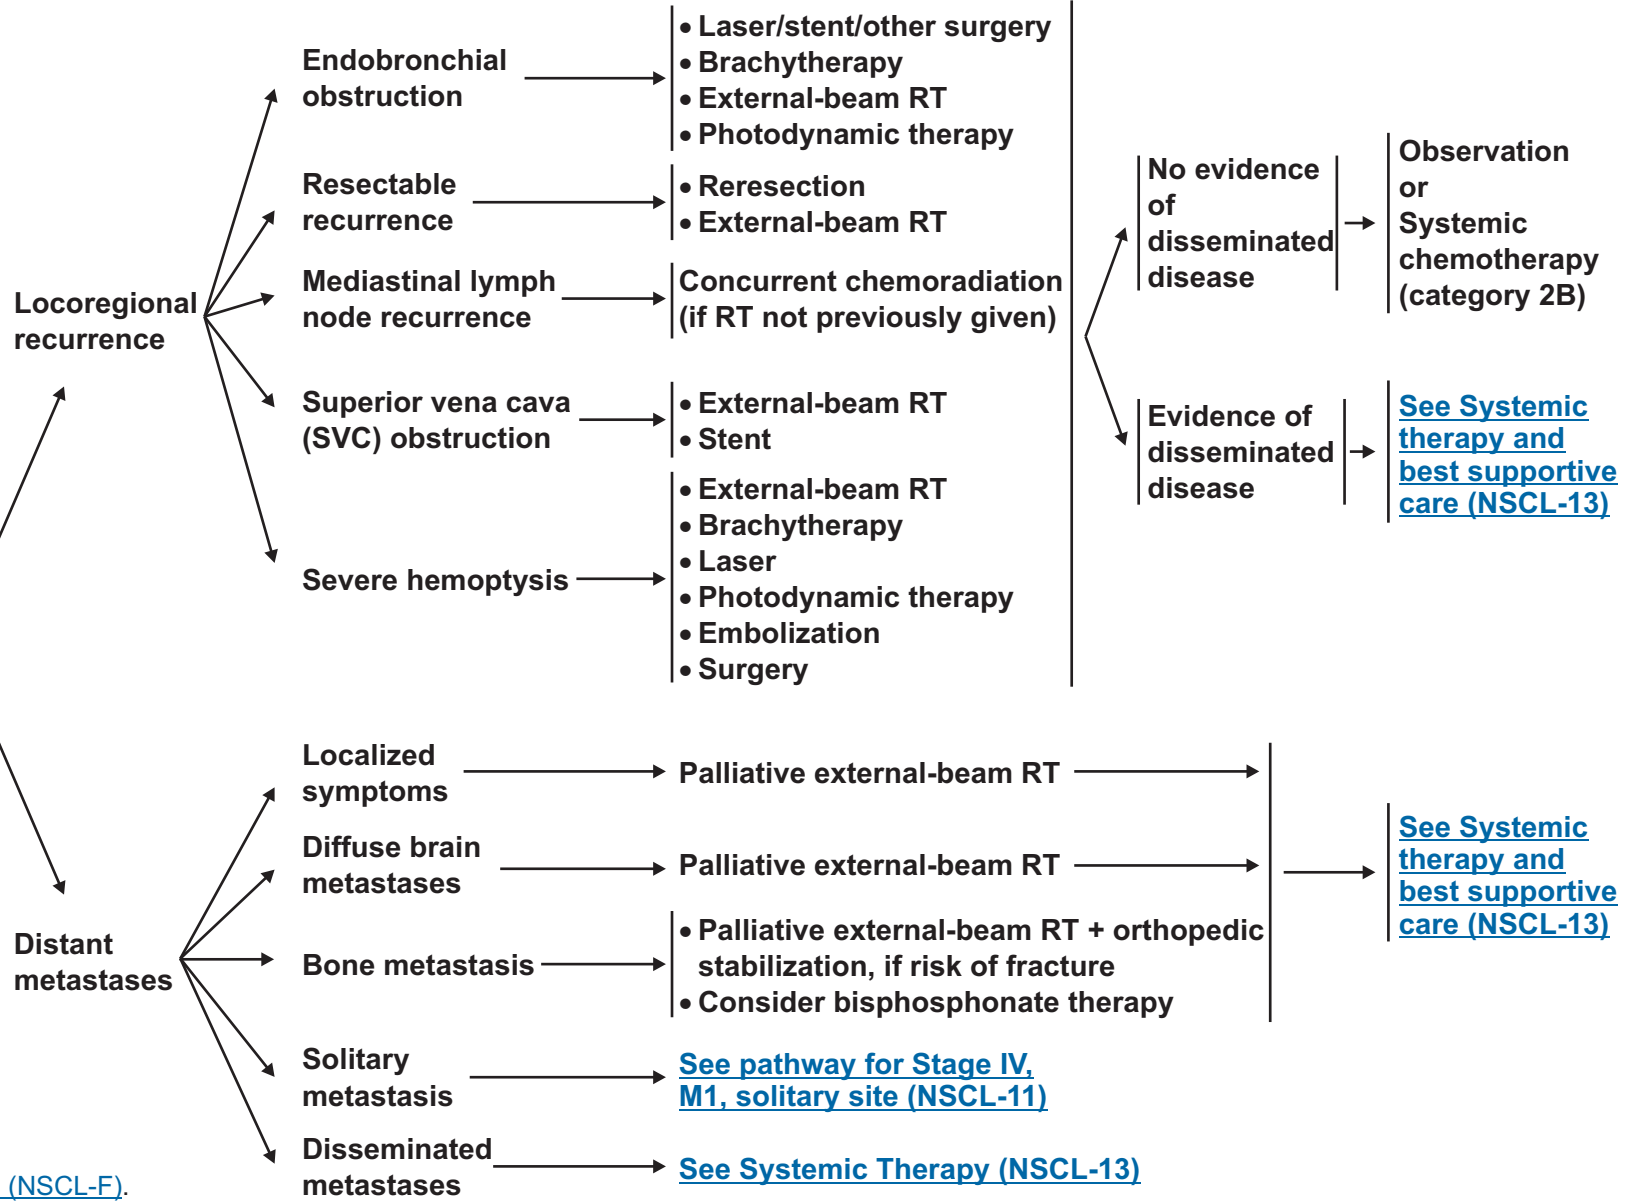 Locoregional
recurrence
Endobronchial
obstruction
• Laser/stent/other surgery
• Brachytherapy
• External-beam RT
• Photodynamic therapy
Resectable
recurrence
• Reresection
• External-beam RT
Mediastinal lymph
node recurrence
Concurrent chemoradiation
(if RT not previously given)
Superior vena cava
(SVC) obstruction
• External-beam RT
• Stent
Severe hemoptysis
• External-beam RT
• Brachytherapy
• Laser
• Photodynamic therapy
• Embolization
• Surgery
No evidence
of
disseminated
disease
Observation
or
Systemic
chemotherapy
(category 2B)
Evidence of
disseminated
disease
See Systemic
therapy and
best supportive
care (NSCL-13)
Distant
metastases
Localized
symptoms
Palliative external-beam RT
Diffuse brain
metastases
Palliative external-beam RT
Bone metastasis
• Palliative external-beam RT + orthopedic
stabilization, if risk of fracture
• Consider bisphosphonate therapy
See Systemic
therapy and
best supportive
care (NSCL-13)
Solitary
metastasis
See pathway for Stage IV,
M1, solitary site (NSCL-11)
Disseminated
metastases
See Systemic Therapy (NSCL-13)
(NSCL-F).